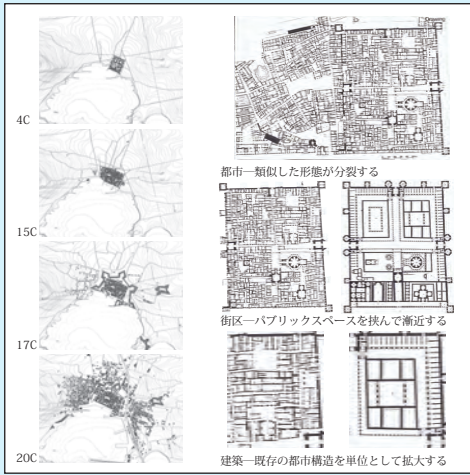 4C
15C
17C
20C
都市―類似した形態が分裂する
街区―パブリックスペースを挟んで漸近する
建築―既存の都市構造を単位として拡大する